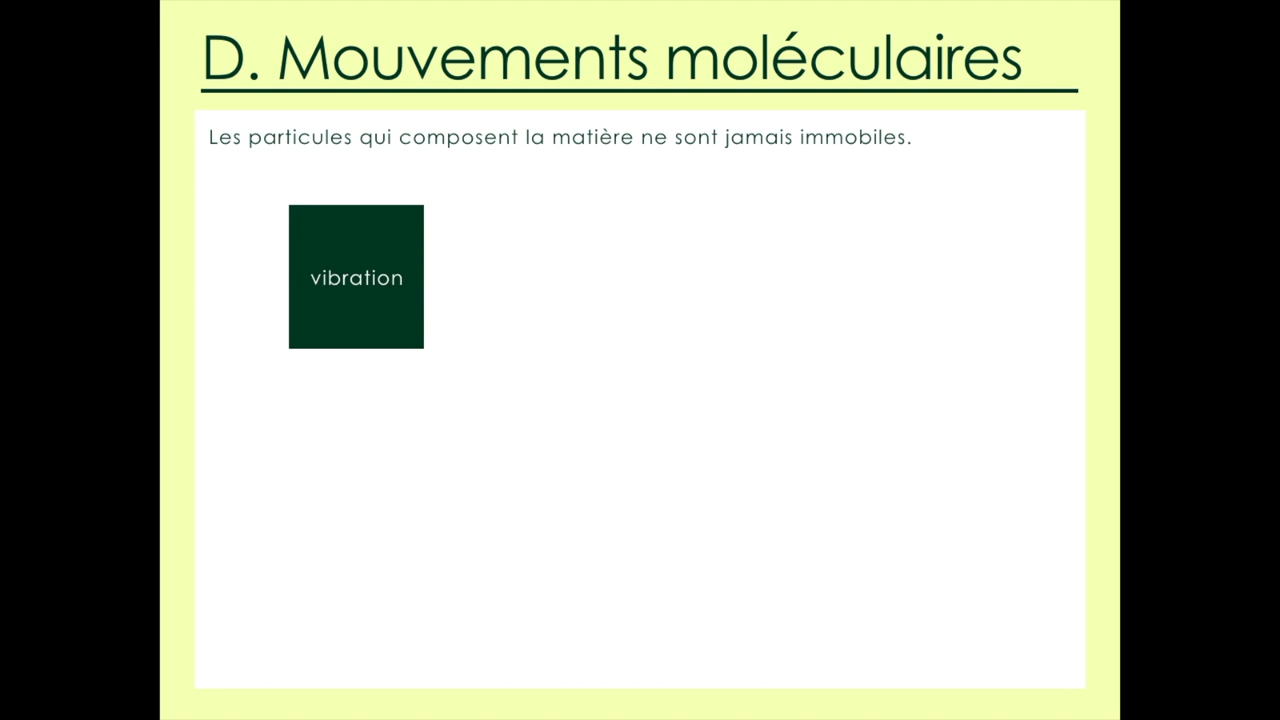 D. Mouvements moléculaires
Les particules qui composent la matière ne sont jamais immobiles.
vibration